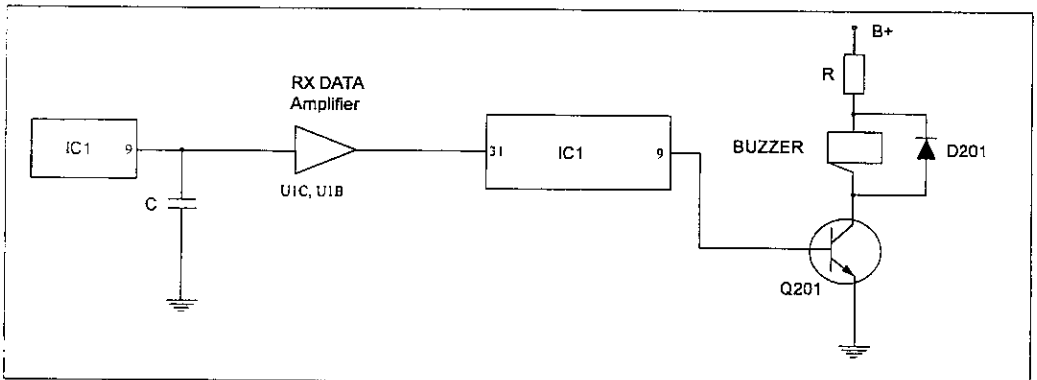 B+
R
RX DATA
Amplifier
IC1
9
31
IC1
9
BUZZER
D201
U1C, U1B
C
Q201